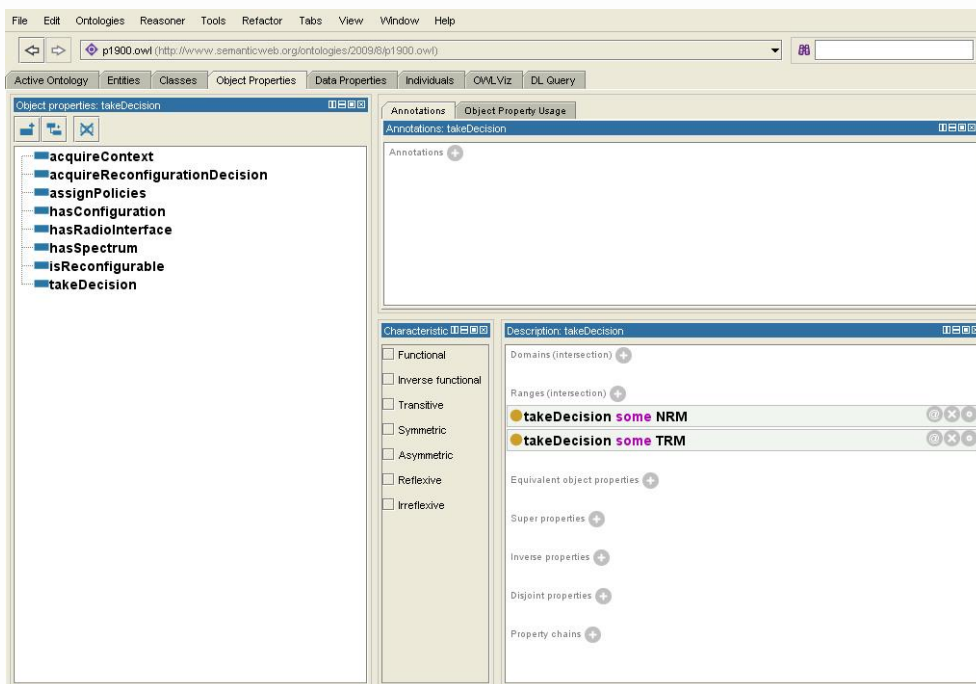 File Edit Ontologies Reasoner Tools Refactor Tabs View Window Help
p1900.owl (http://www.semanticweb.org/ontologies/2009/8/p1900.owl)
Active Ontology Entities Classes Object Properties Data Properties Individuals OWLViz DL Query
Object properties: takeDecision
acquireContext
acquireReconfigurationDecision
assignPolicies
hasConfiguration
hasRadioInterface
hasSpectrum
isReconfigurable
takeDecision
Annotations Object Property Usage
Annotations: takeDecision
Annotations
Characteristic
Functional
Inverse functional
Transitive
Symmetric
Asymmetric
Reflexive
Irreflexive
Description: takeDecision
Domains (intersection)
Ranges (intersection)
takeDecision some NRM
takeDecision some TRM
Equivalent object properties
Super properties
Inverse properties
Disjoint properties
Property chains